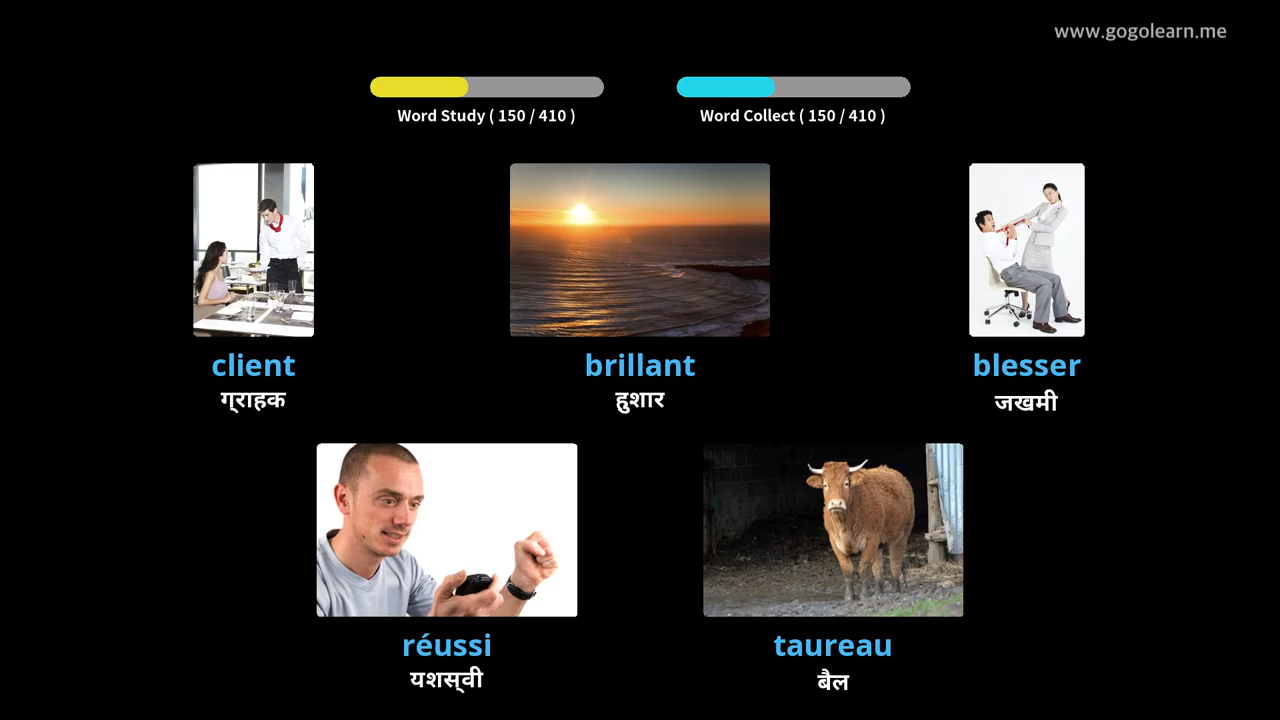 www.gogolearn.me
Word Study ( 150 / 410 )
Word Collect ( 150 / 410 )
client
ग्राहक
brillant
हुशार
blesser
जखमी
réussi
यशस्वी
taureau
बैल